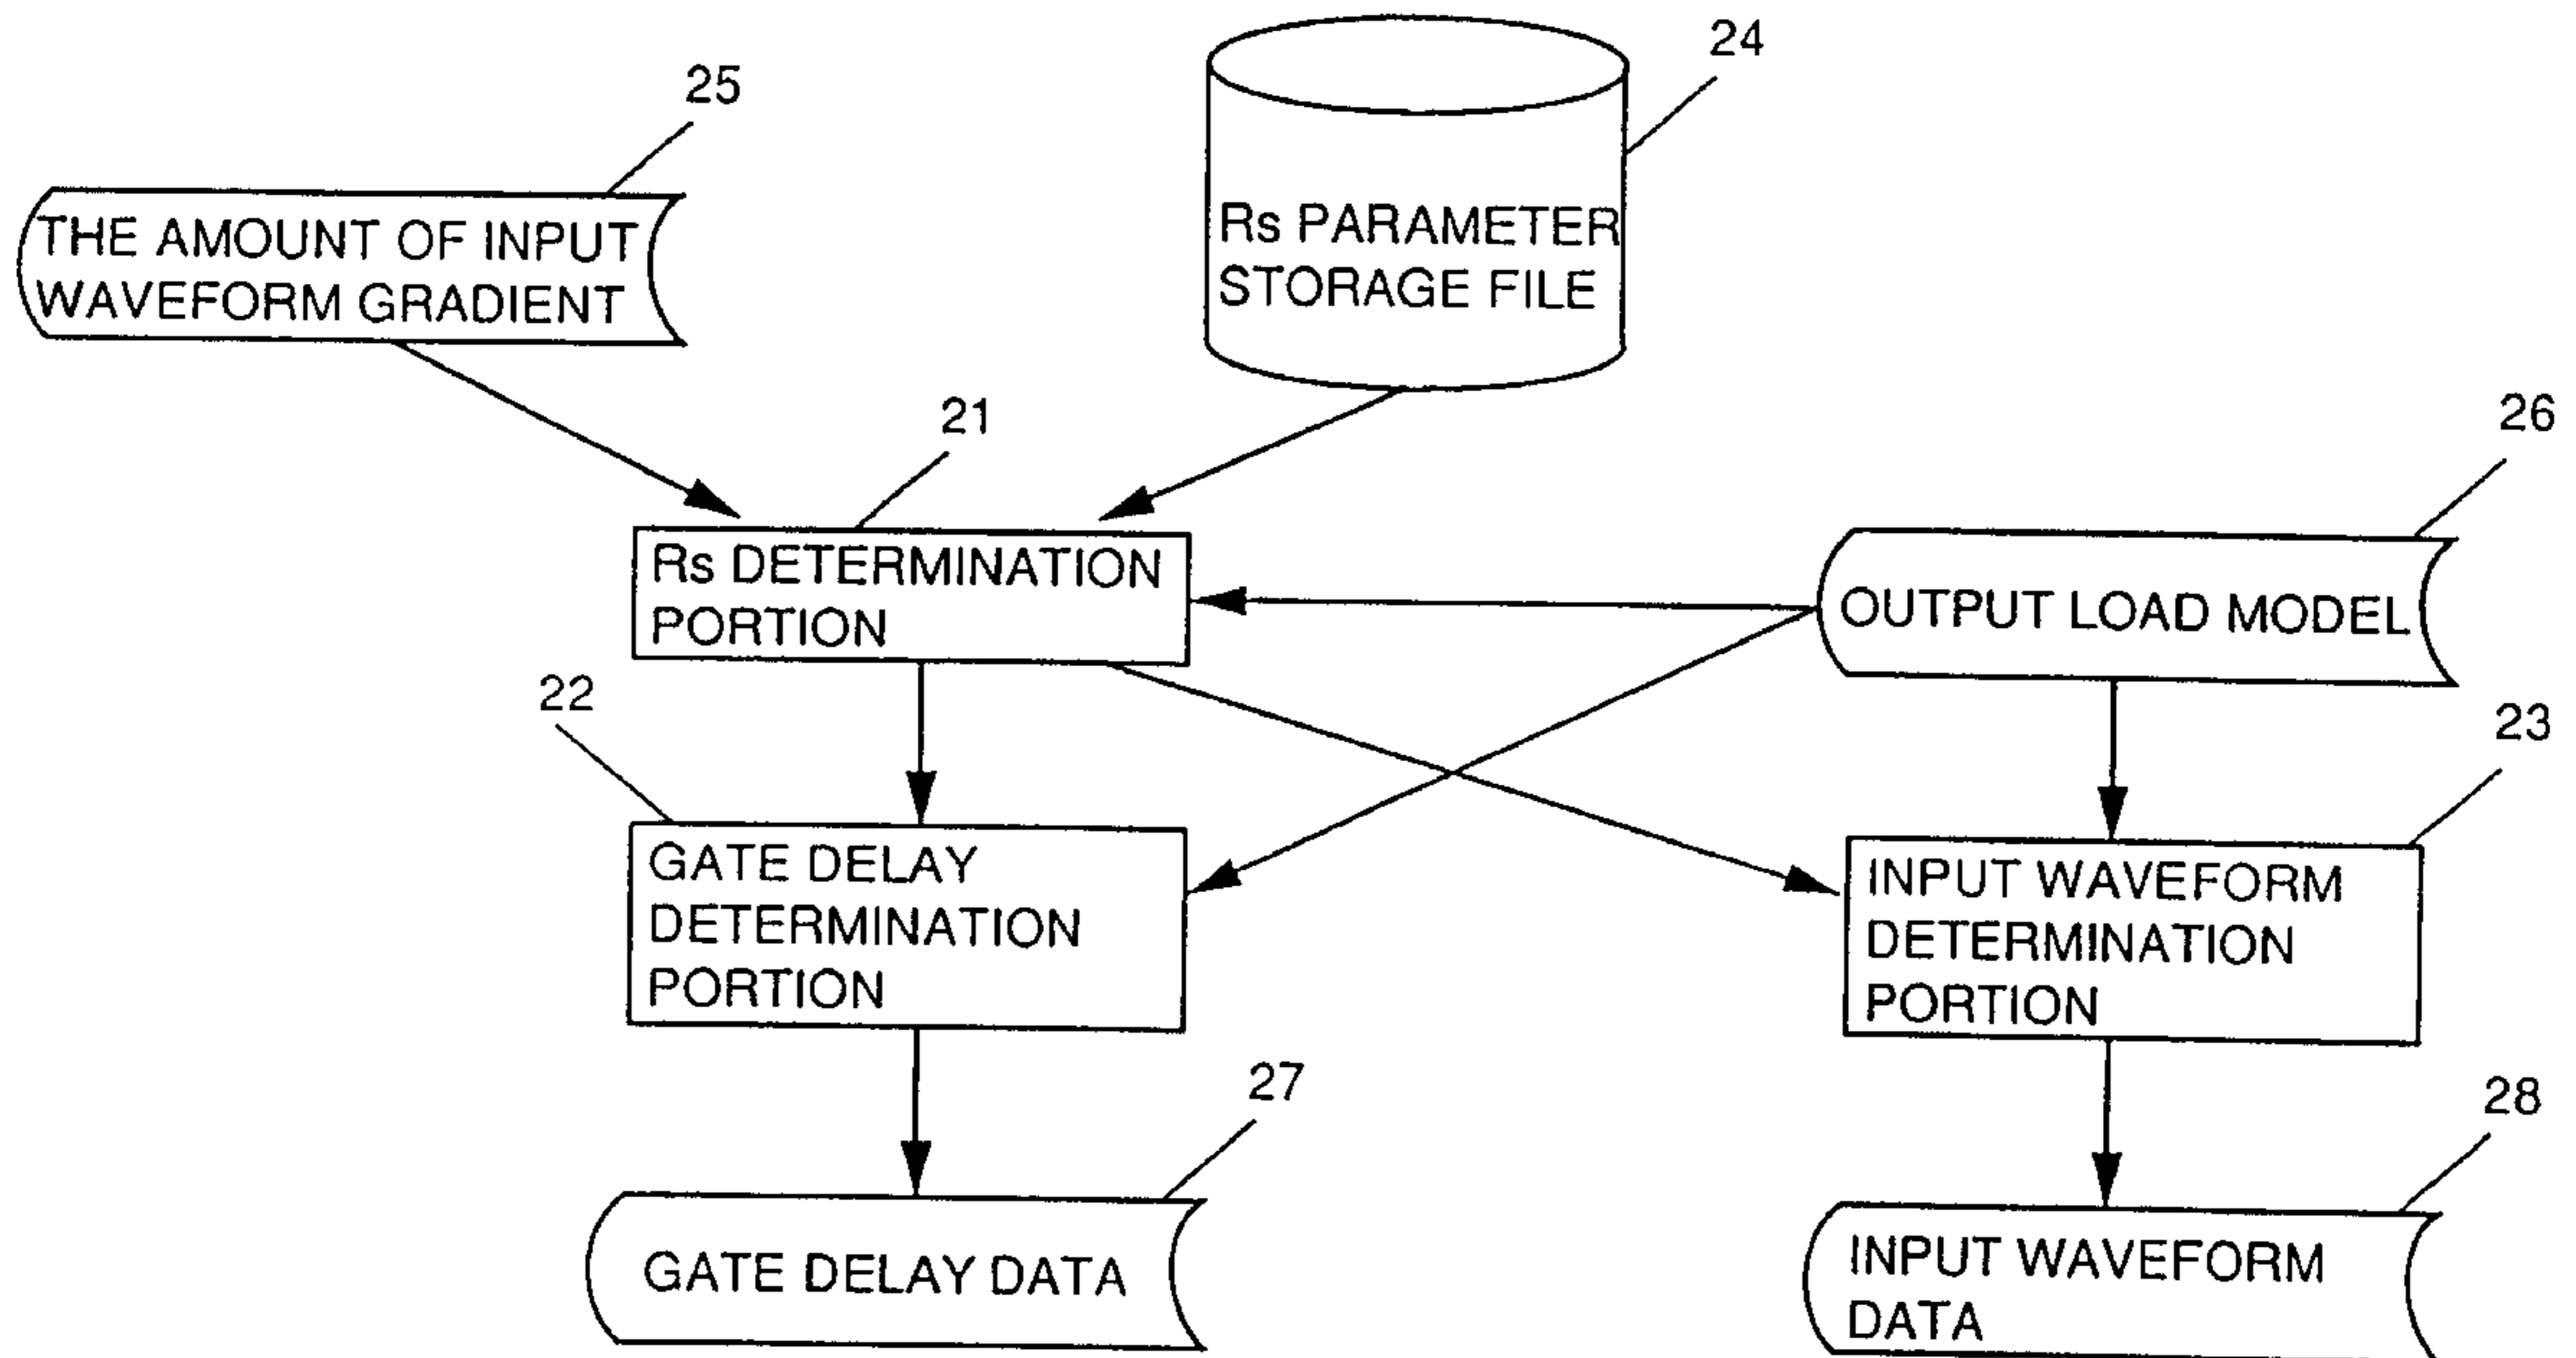 24
25
Rs PARAMETER
STORAGE FILE
THE AMOUNT OF INPUT
WAVEFORM GRADIENT
21
26
Rs DETERMINATION
PORTION
OUTPUT LOAD MODEL
22
23
GATE DELAY
DETERMINATION
PORTION
INPUT WAVEFORM
DETERMINATION
PORTION
27
28
GATE DELAY DATA
INPUT WAVEFORM
DATA